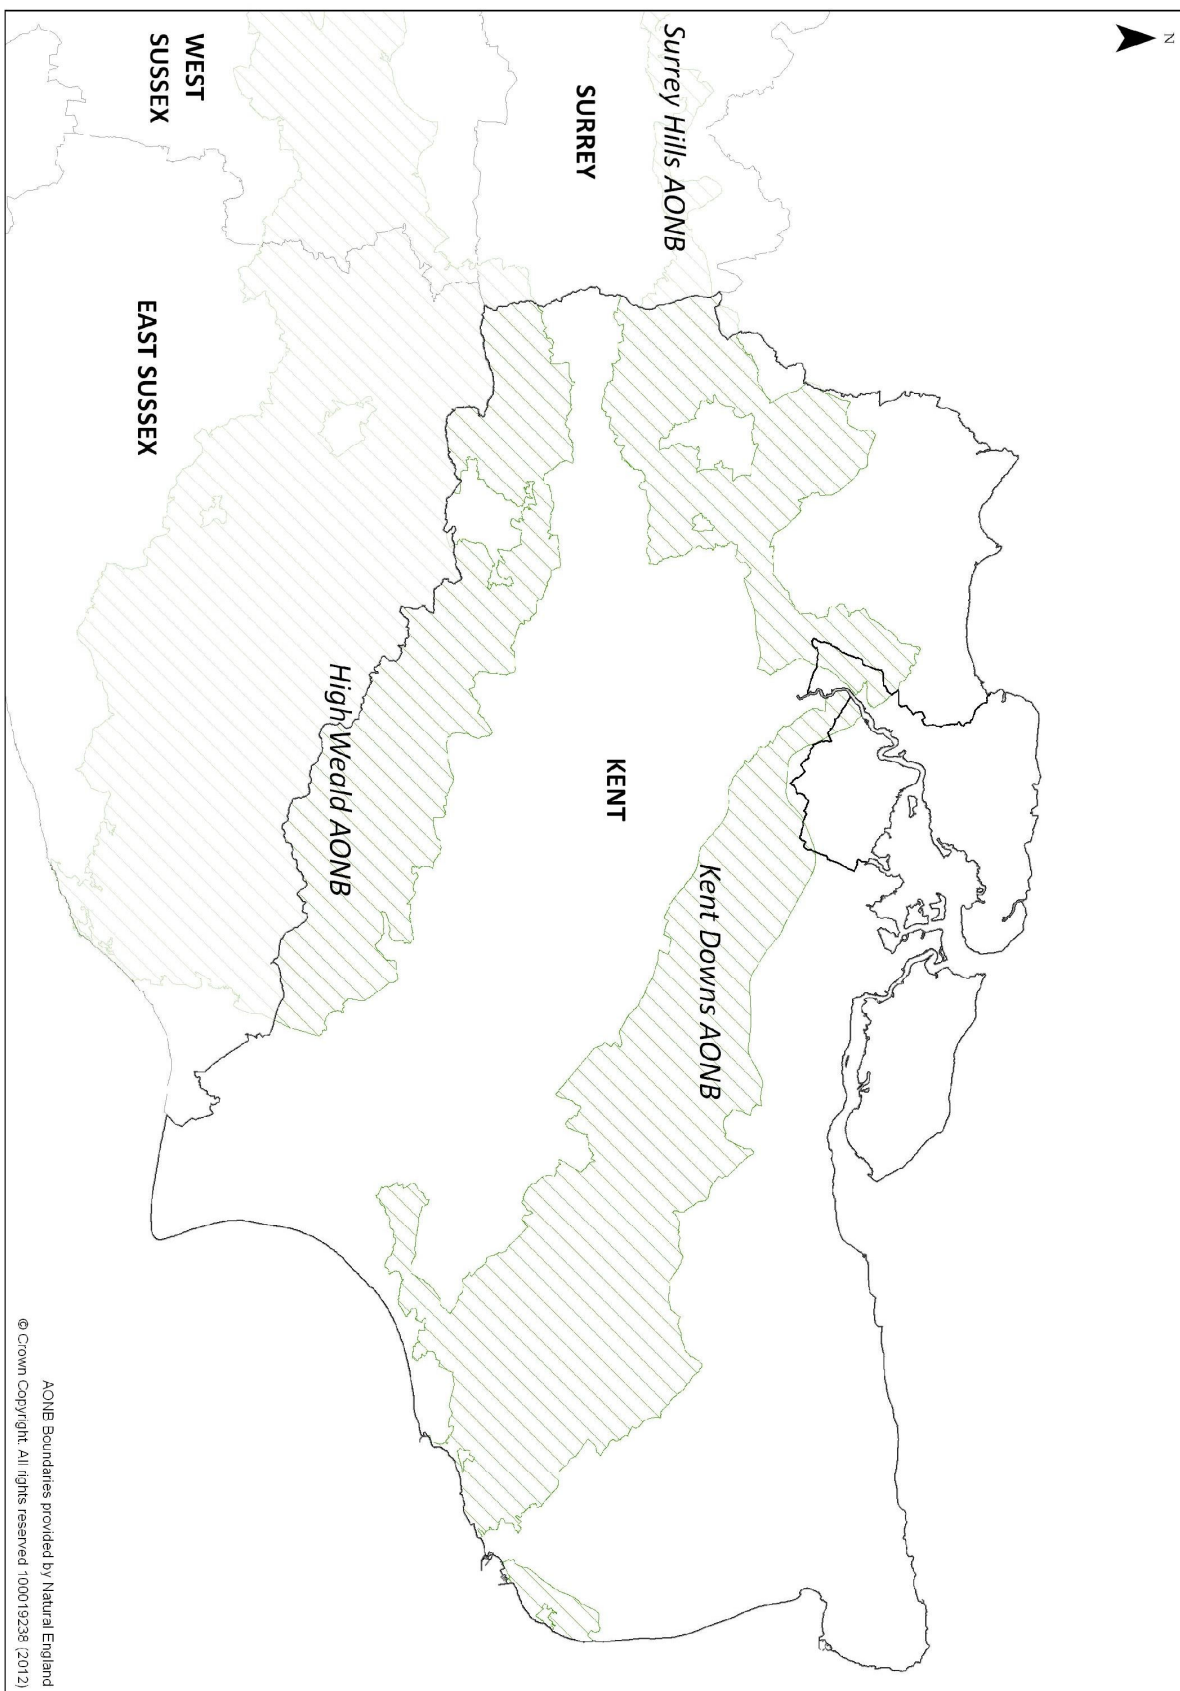 N
Surrey Hills AONB
SURREY
WEST
SUSSEX
EAST SUSSEX
KENT
Kent Downs AONB
High Weald AONB
AONB Boundaries provided by Natural England
© Crown Copyright. All rights reserved 100019238 (2012)